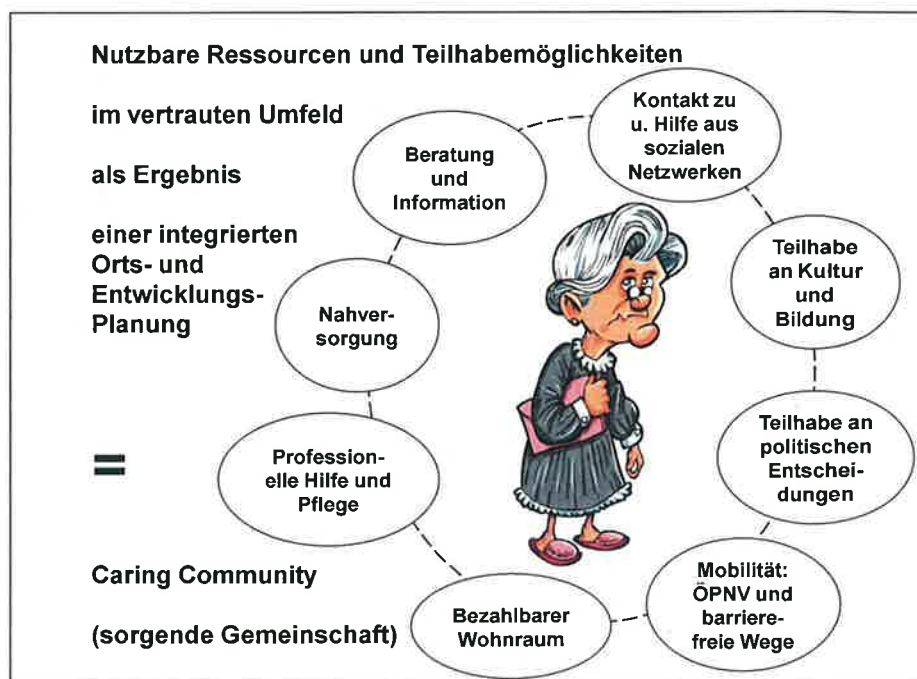 Nutzbare Ressourcen und Teilhabemöglichkeiten
im vertrauten Umfeld
als Ergebnis
einer integrierten
Orts- und
Entwicklungs-
Planung
=
Caring Community
(sorgende Gemeinschaft)
Kontakt zu
u. Hilfe aus
sozialen
Netzwerken
Teilhabe
an Kultur
und
Bildung
Teilhabe an
politischen
Entschei-
dungen
Mobilität:
ÖPNV und
barriere-
freie Wege
Bezahlbarer
Wohnraum
Profession-
elle Hilfe und
Pflege
Nahver-
sorgung
Beratung
und
Information